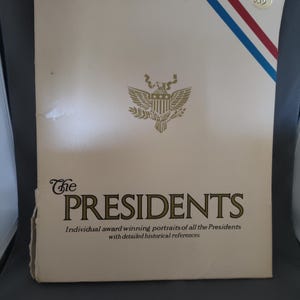 The
PRESIDENTS
Individual award winning portraits of all the Presidents
with detailed historical references